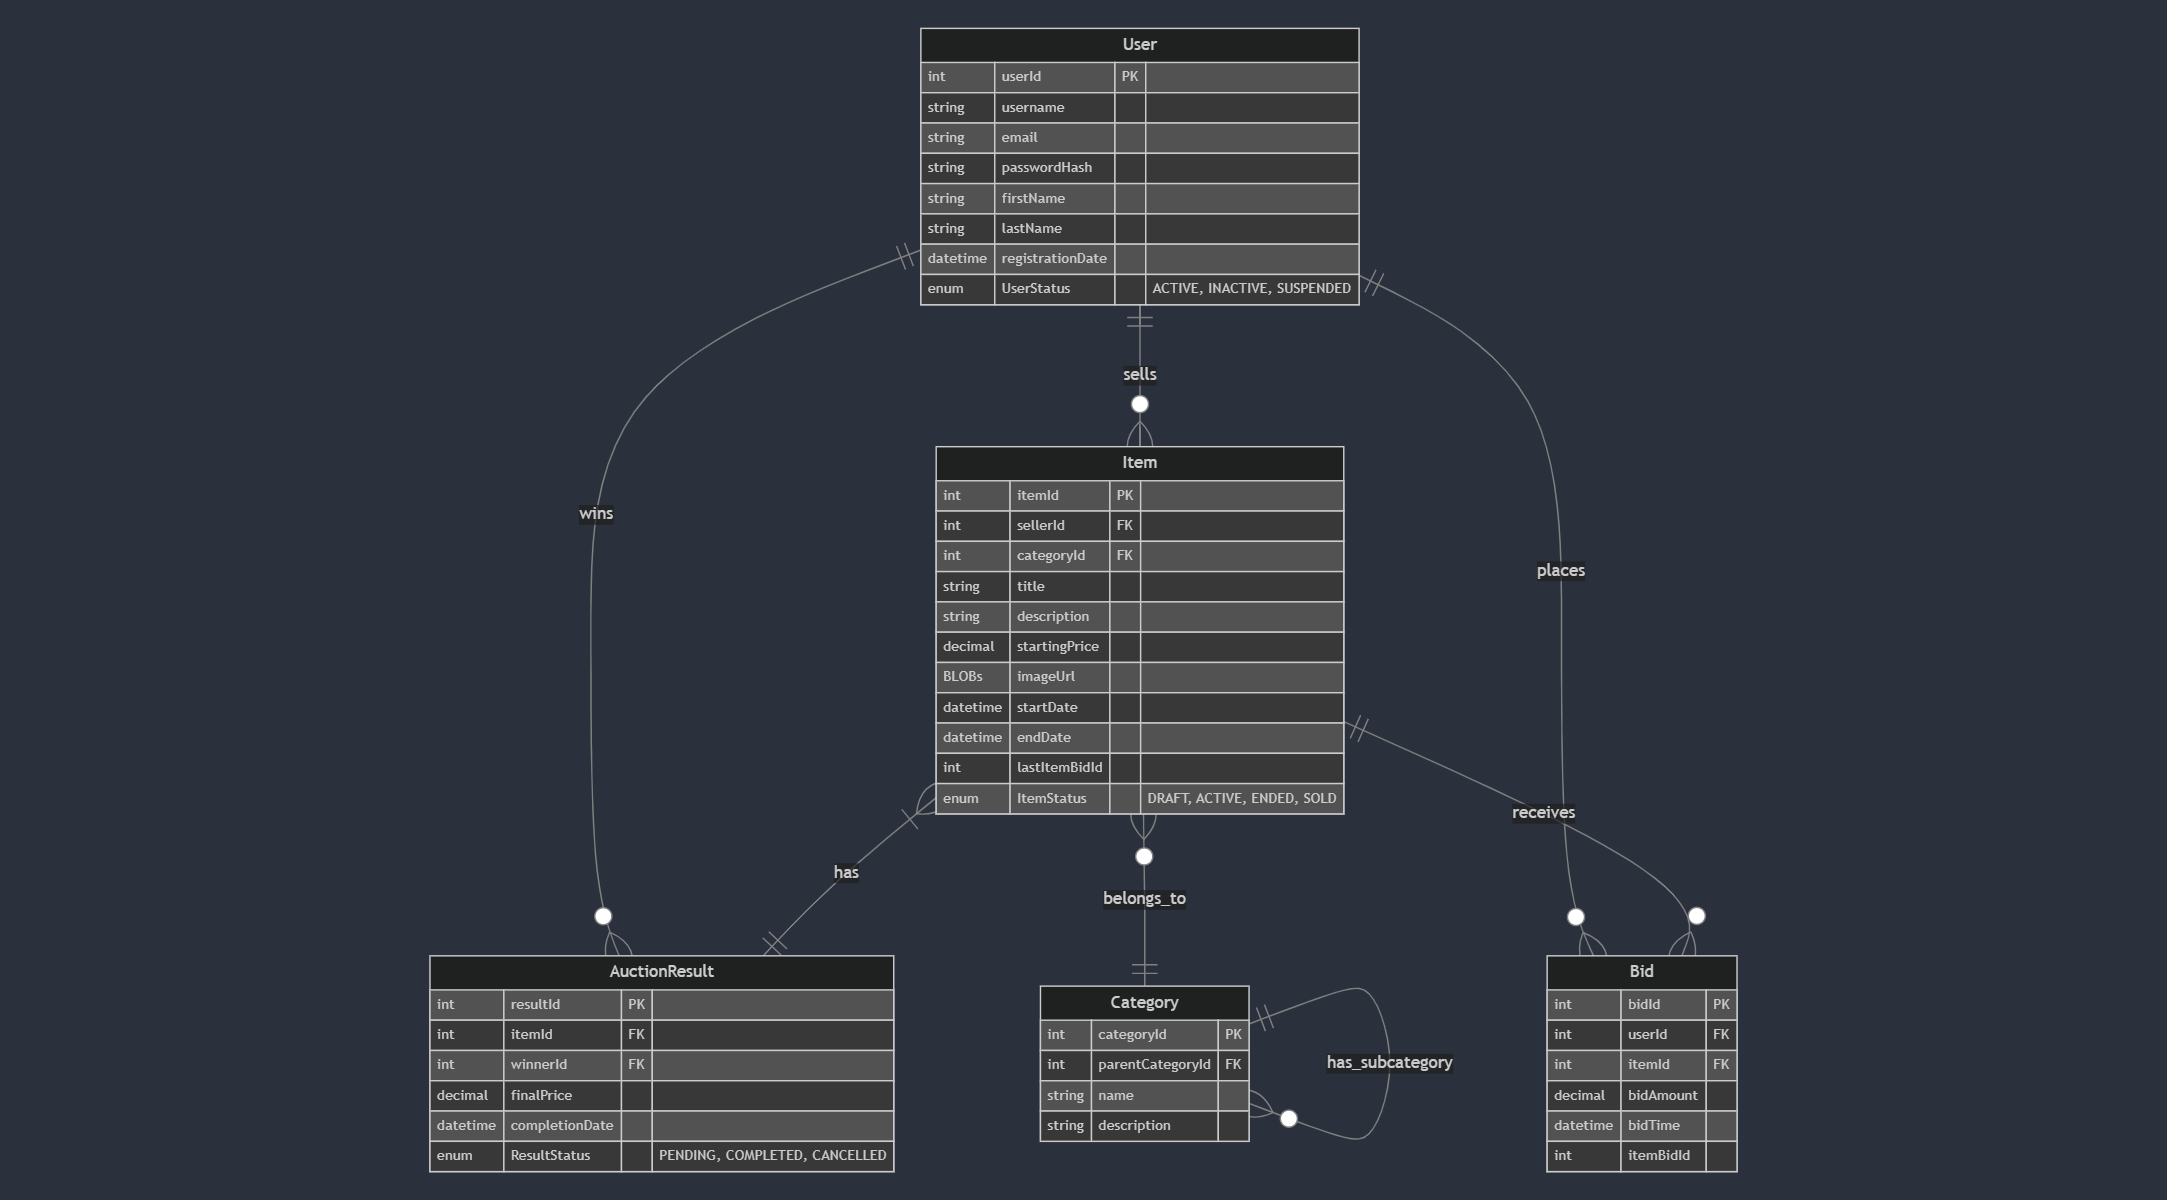 User
int userId PK
string username
string email
string passwordHash
string firstName
string lastName
datetime registrationDate
enum UserStatus ACTIVE, INACTIVE, SUSPENDED
sells
wins
places
Item
int itemId PK
int sellerId FK
int categoryId FK
string title
string description
decimal startingPrice
BLOBs imageUrl
datetime startDate
datetime endDate
int lastItemBidId
enum ItemStatus DRAFT, ACTIVE, ENDED, SOLD
receives
has
belongs_to
AuctionResult
int resultId PK
int itemId FK
int winnerId FK
decimal finalPrice
datetime completionDate
enum ResultStatus PENDING, COMPLETED, CANCELLED
Category
int categoryId PK
int parentCategoryId FK
string name
string description
has_subcategory
Bid
int bidId PK
int userId FK
int itemId FK
decimal bidAmount
datetime bidTime
int itemBidId